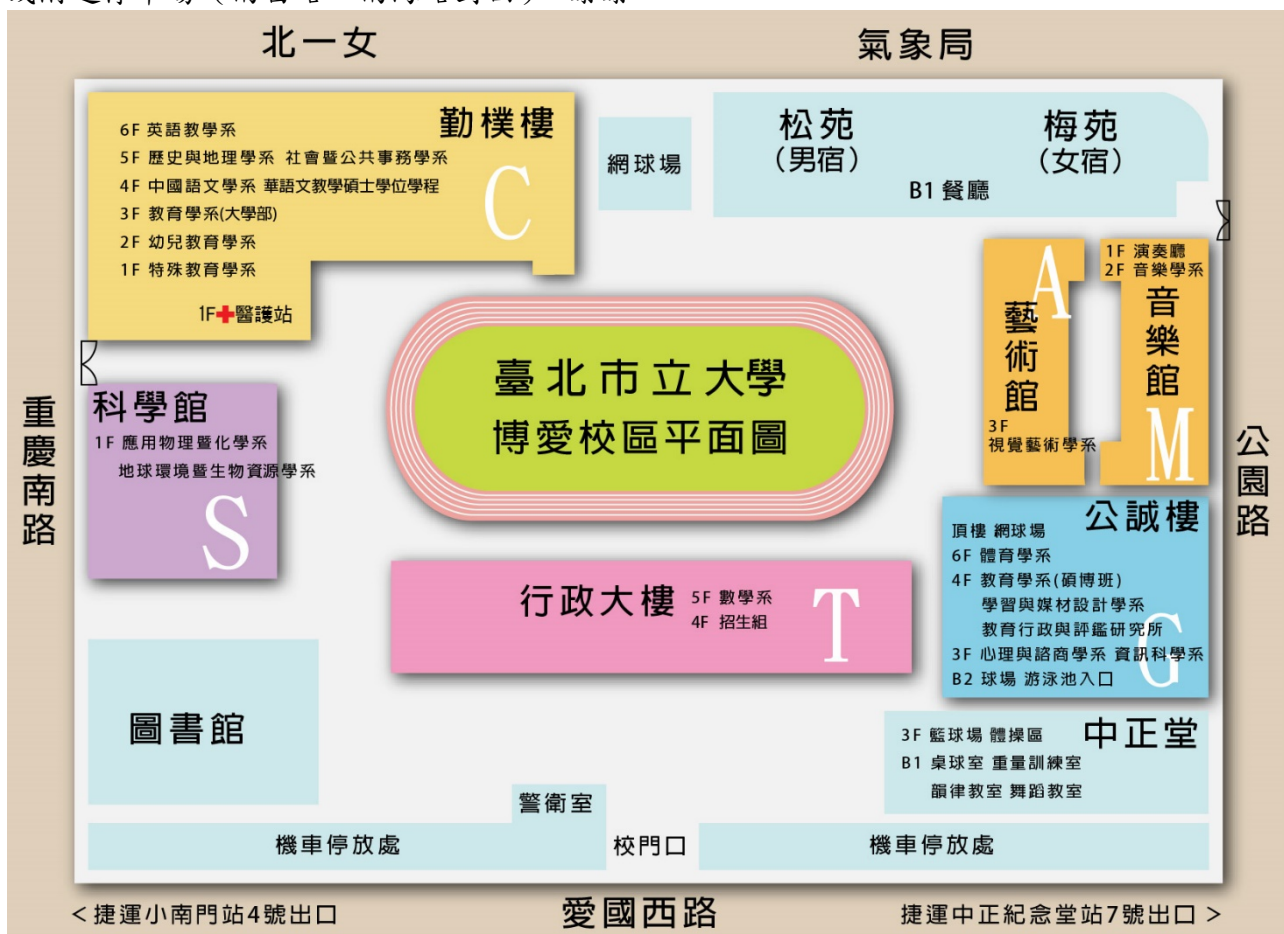 北一女
氣象局
勤樸樓
6F 英語教學系
5F 歷史與地理學系 社會暨公共事務學系
4F 中國語文學系 華語文教學碩士學位學程
3F 教育學系(大學部)
2F 幼兒教育學系
1F 特殊教育學系
1F✚醫護站
C
網球場
松苑
(男宿)
梅苑
(女宿)
B1 餐廳
A
藝術館
3F
視覺藝術學系
1F 演奏廳
2F 音樂學系
音樂館
M
臺北市立大學
博愛校區平面圖
重慶南路
科學館
1F 應用物理暨化學系
地球環境暨生物資源學系
S
公園路
公誠樓
頂樓 網球場
6F 體育學系
4F 教育學系(碩博班)
學習與媒材設計學系
教育行政與評鑑研究所
3F 心理與諮商學系 資訊科學系
B2 球場 游泳池入口
G
行政大樓
5F 數學系
4F 招生組
T
圖書館
中正堂
3F 籃球場 體操區
B1 桌球室 重量訓練室
韻律教室 舞蹈教室
警衛室
機車停放處
校門口
機車停放處
<捷運小南門站4號出口
愛國西路
捷運中正紀念堂站7號出口 >